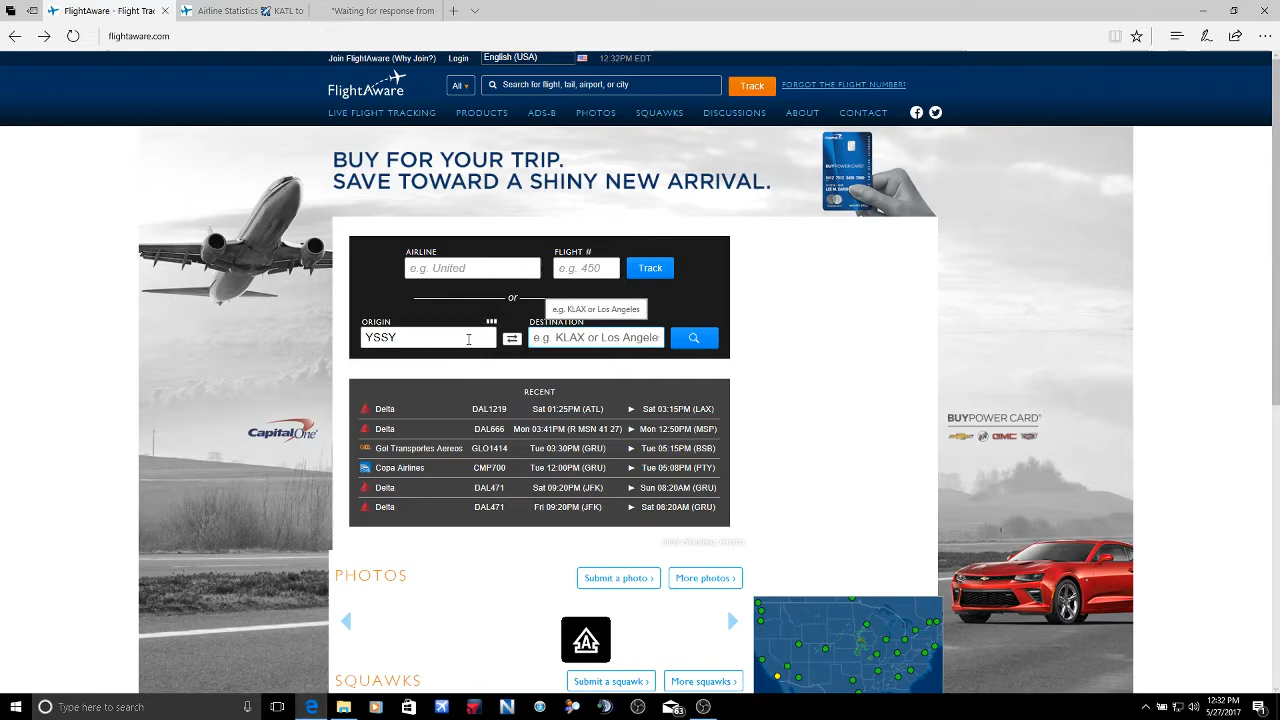 Waiting for response
FlightAware - Flight Tra
Airline Statistics - KATL to
FlightAware - Flight Tra
flightaware.com
Join FlightAware (Why Join?) Login English (USA) 12:32PM EDT
FlightAware
All ▾ Search for flight, tail, airport, or city Track FORGOT THE FLIGHT NUMBER?
LIVE FLIGHT TRACKING PRODUCTS ADS-B PHOTOS SQUAWKS DISCUSSIONS ABOUT CONTACT
BUY FOR YOUR TRIP.
SAVE TOWARD A SHINY NEW ARRIVAL.
AIRLINE FLIGHT #
e.g. United e.g. 450 Track
or
e.g. KLAX or Los Angeles
ORIGIN DESTINATION
YSSY e.g. KLAX or Los Angele
RECENT
Delta DAL1219 Sat 01:25PM (ATL) ► Sat 03:15PM (LAX)
Delta DAL666 Mon 03:41PM (R MSN 41 27) ► Mon 12:50PM (MSP)
Gol Transportes Aereos GLO1414 Tue 03:30PM (GRU) ► Tue 05:15PM (BSB)
Copa Airlines CMP700 Tue 12:00PM (GRU) ► Tue 05:08PM (PTY)
Delta DAL471 Sat 09:20PM (JFK) ► Sun 08:20AM (GRU)
Delta DAL471 Fri 09:20PM (JFK) ► Sat 08:20AM (GRU)
Capital One
BUYPOWER CARD
GMC
PHOTOS Submit a photo › More photos ›
A
SQUAWKS Submit a squawk › More squawks ›
Type here to search
63
12:32 PM
5/27/2017
1